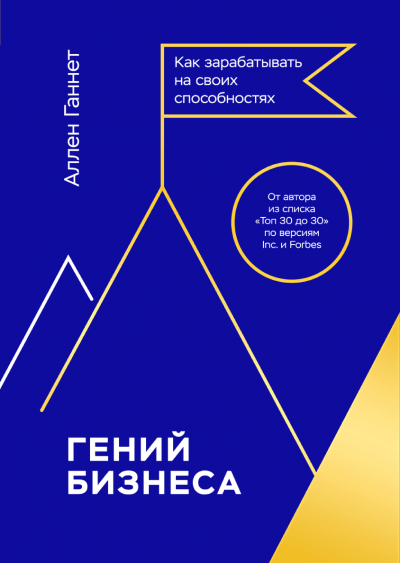 Аллен Ганнет
Как зарабатывать
на своих
способностях
От автора
из списка
«Топ 30 до 30»
по версиям
Inc. и Forbes
ГЕНИЙ
БИЗНЕСА